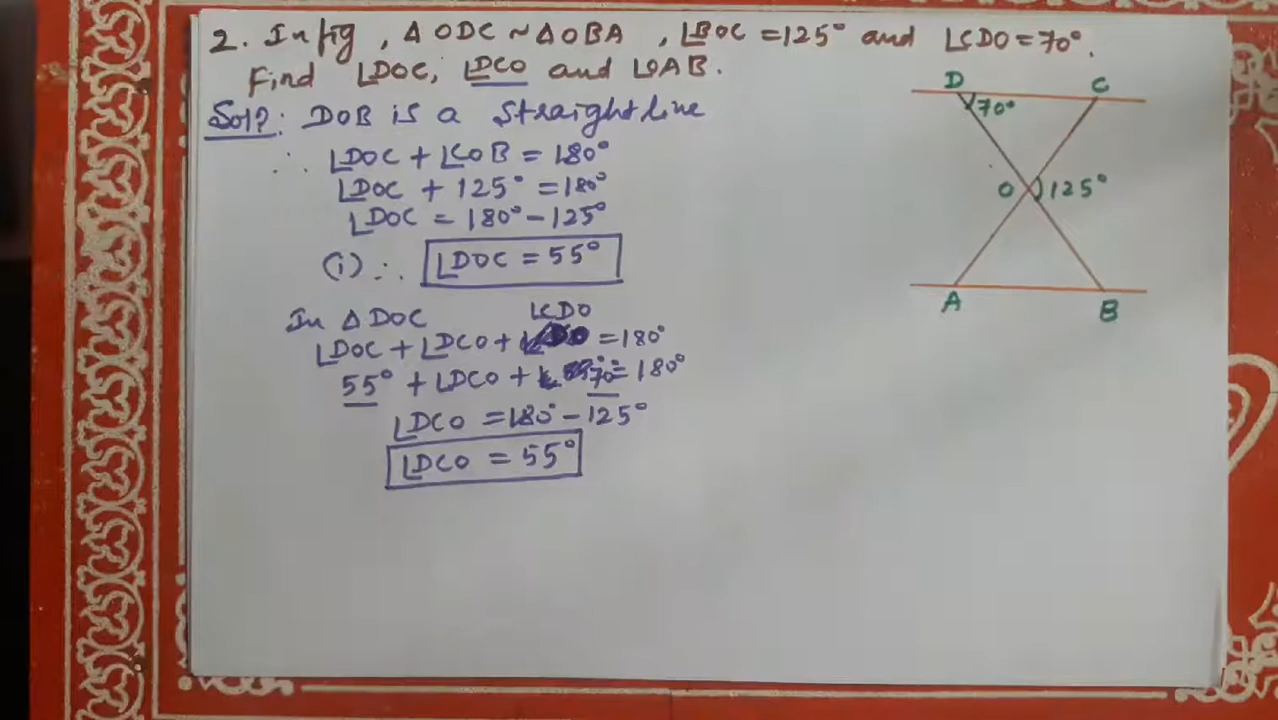 2. In fig, △ODC ~ △OBA, ∠BOC = 125° and ∠CDO = 70°.
Find ∠DOC, ∠DCO and ∠OAB.
Solⁿ: DOB is a straight line
∴ ∠DOC + ∠COB = 180°
∠DOC + 125° = 180°
∠DOC = 180° - 125°
(i) ∴ ∠DOC = 55°
In △DOC
∠CDO
∠DOC + ∠DCO + = 180°
55° + ∠DCO + 70° = 180°
∠DCO = 180° - 125°
∠DCO = 55°
D C
70°
O 125°
A B